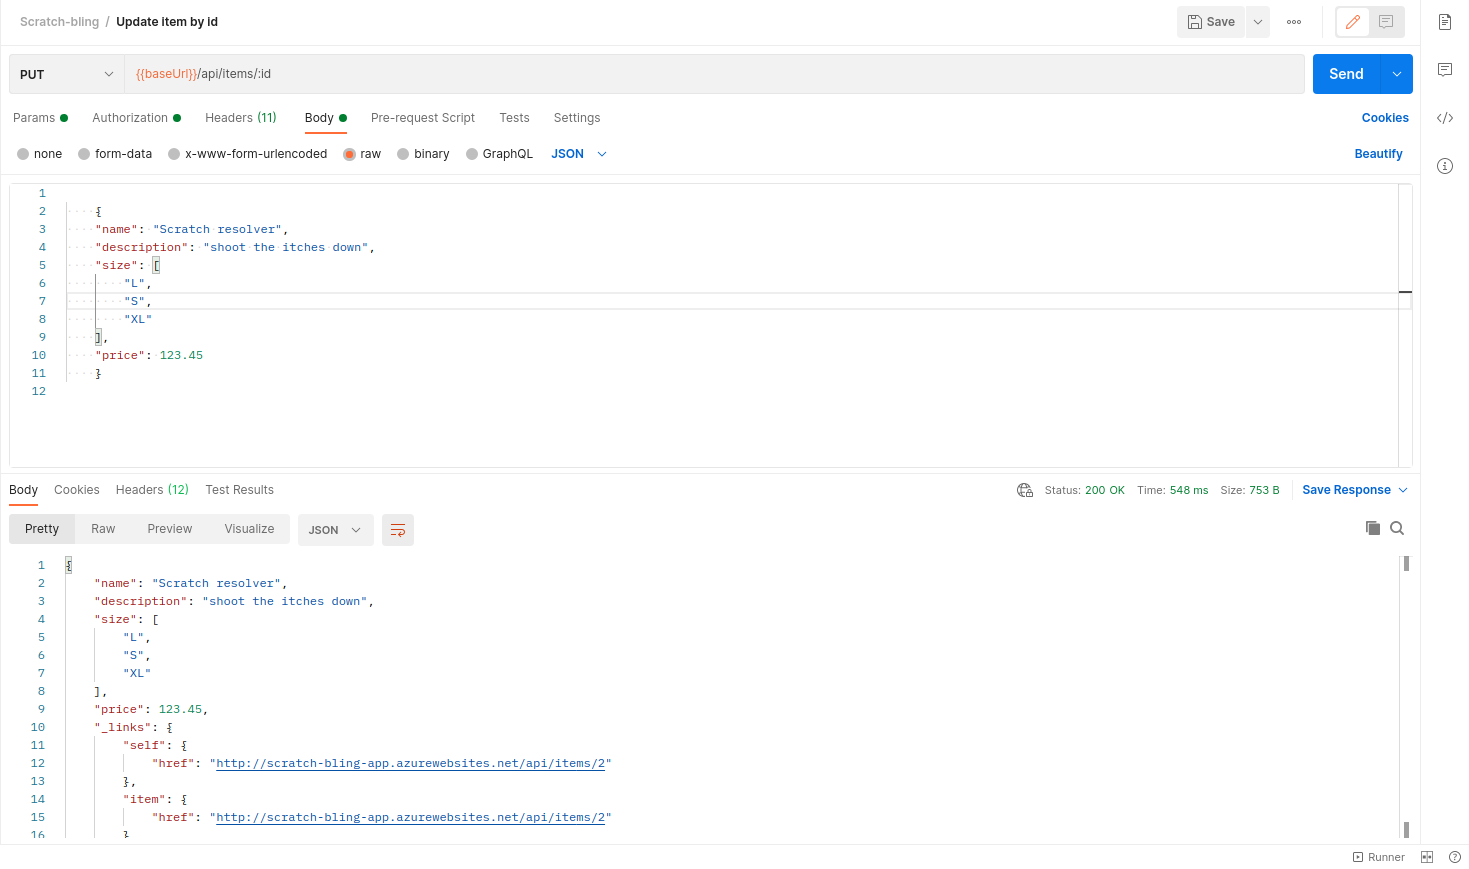 Scratch-bling / Update item by id
Save
PUT
{{baseUrl}}/api/items/:id
Send
Params Authorization Headers (11) Body Pre-request Script Tests Settings Cookies
none form-data x-www-form-urlencoded raw binary GraphQL JSON Beautify
1
2 {
3 "name": "Scratch resolver",
4 "description": "shoot the itches down",
5 "size": [
6 "L",
7 "S",
8 "XL"
9 ],
10 "price": 123.45
11 }
12
Body Cookies Headers (12) Test Results Status: 200 OK Time: 548 ms Size: 753 B Save Response
Pretty Raw Preview Visualize JSON
1 {
2 "name": "Scratch resolver",
3 "description": "shoot the itches down",
4 "size": [
5 "L",
6 "S",
7 "XL"
8 ],
9 "price": 123.45,
10 "_links": {
11 "self": {
12 "href": "http://scratch-bling-app.azurewebsites.net/api/items/2"
13 },
14 "item": {
15 "href": "http://scratch-bling-app.azurewebsites.net/api/items/2"
16 }
Runner